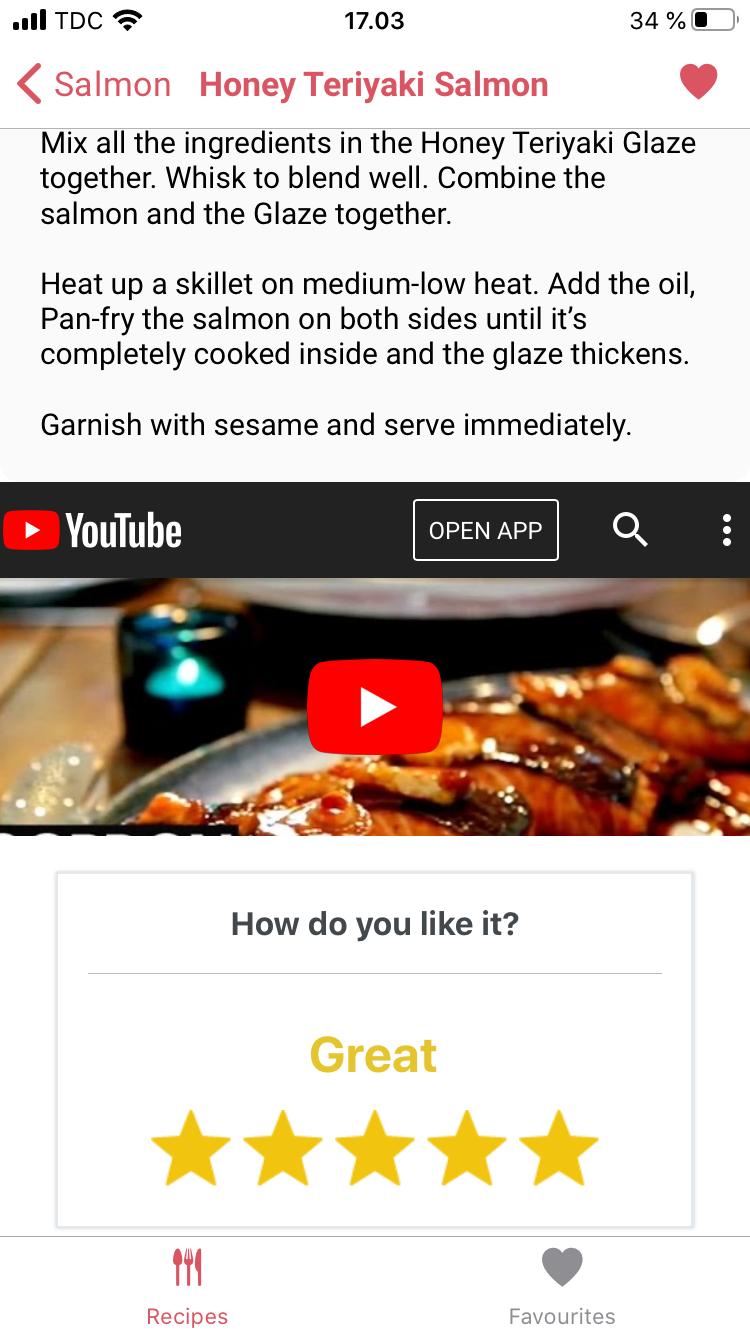 TDC
17.03
34 %
Salmon
Honey Teriyaki Salmon
Mix all the ingredients in the Honey Teriyaki Glaze
together. Whisk to blend well. Combine the
salmon and the Glaze together.
Heat up a skillet on medium-low heat. Add the oil,
Pan-fry the salmon on both sides until it’s
completely cooked inside and the glaze thickens.
Garnish with sesame and serve immediately.
YouTube
OPEN APP
How do you like it?
Great
Recipes
Favourites